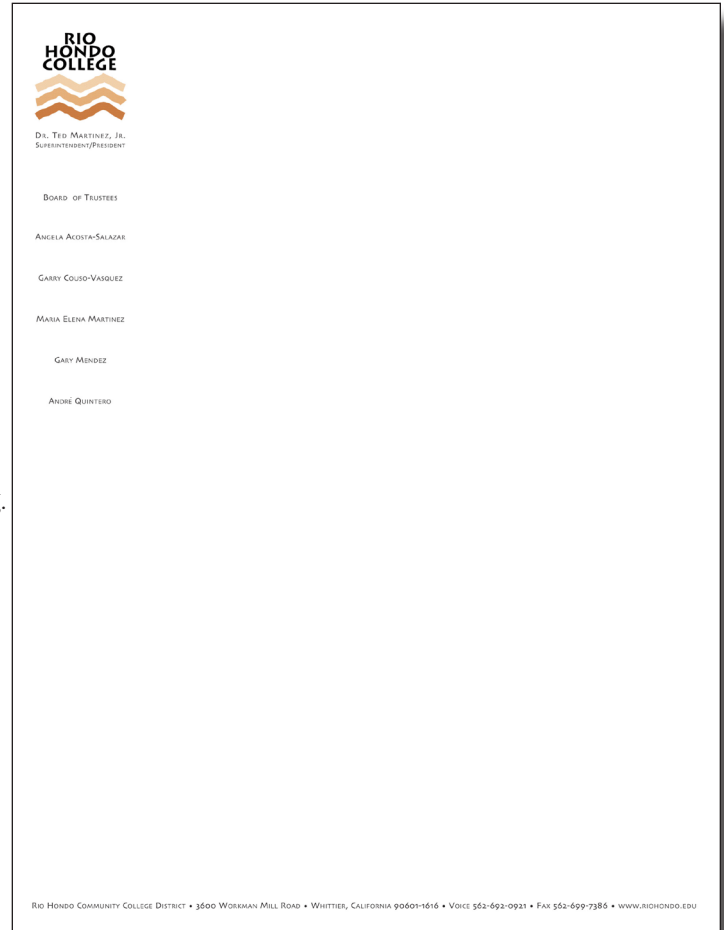 RIO
HONDO
COLLEGE
Dr. Ted Martinez, Jr.
Superintendent/President
Board of Trustees
Angela Acosta-Salazar
Garry Couso-Vasquez
Maria Elena Martinez
Gary Mendez
André Quintero
Rio Hondo Community College District • 3600 Workman Mill Road • Whittier, California 90601-1616 • Voice 562-692-0921 • Fax 562-699-7386 • www.riohondo.edu